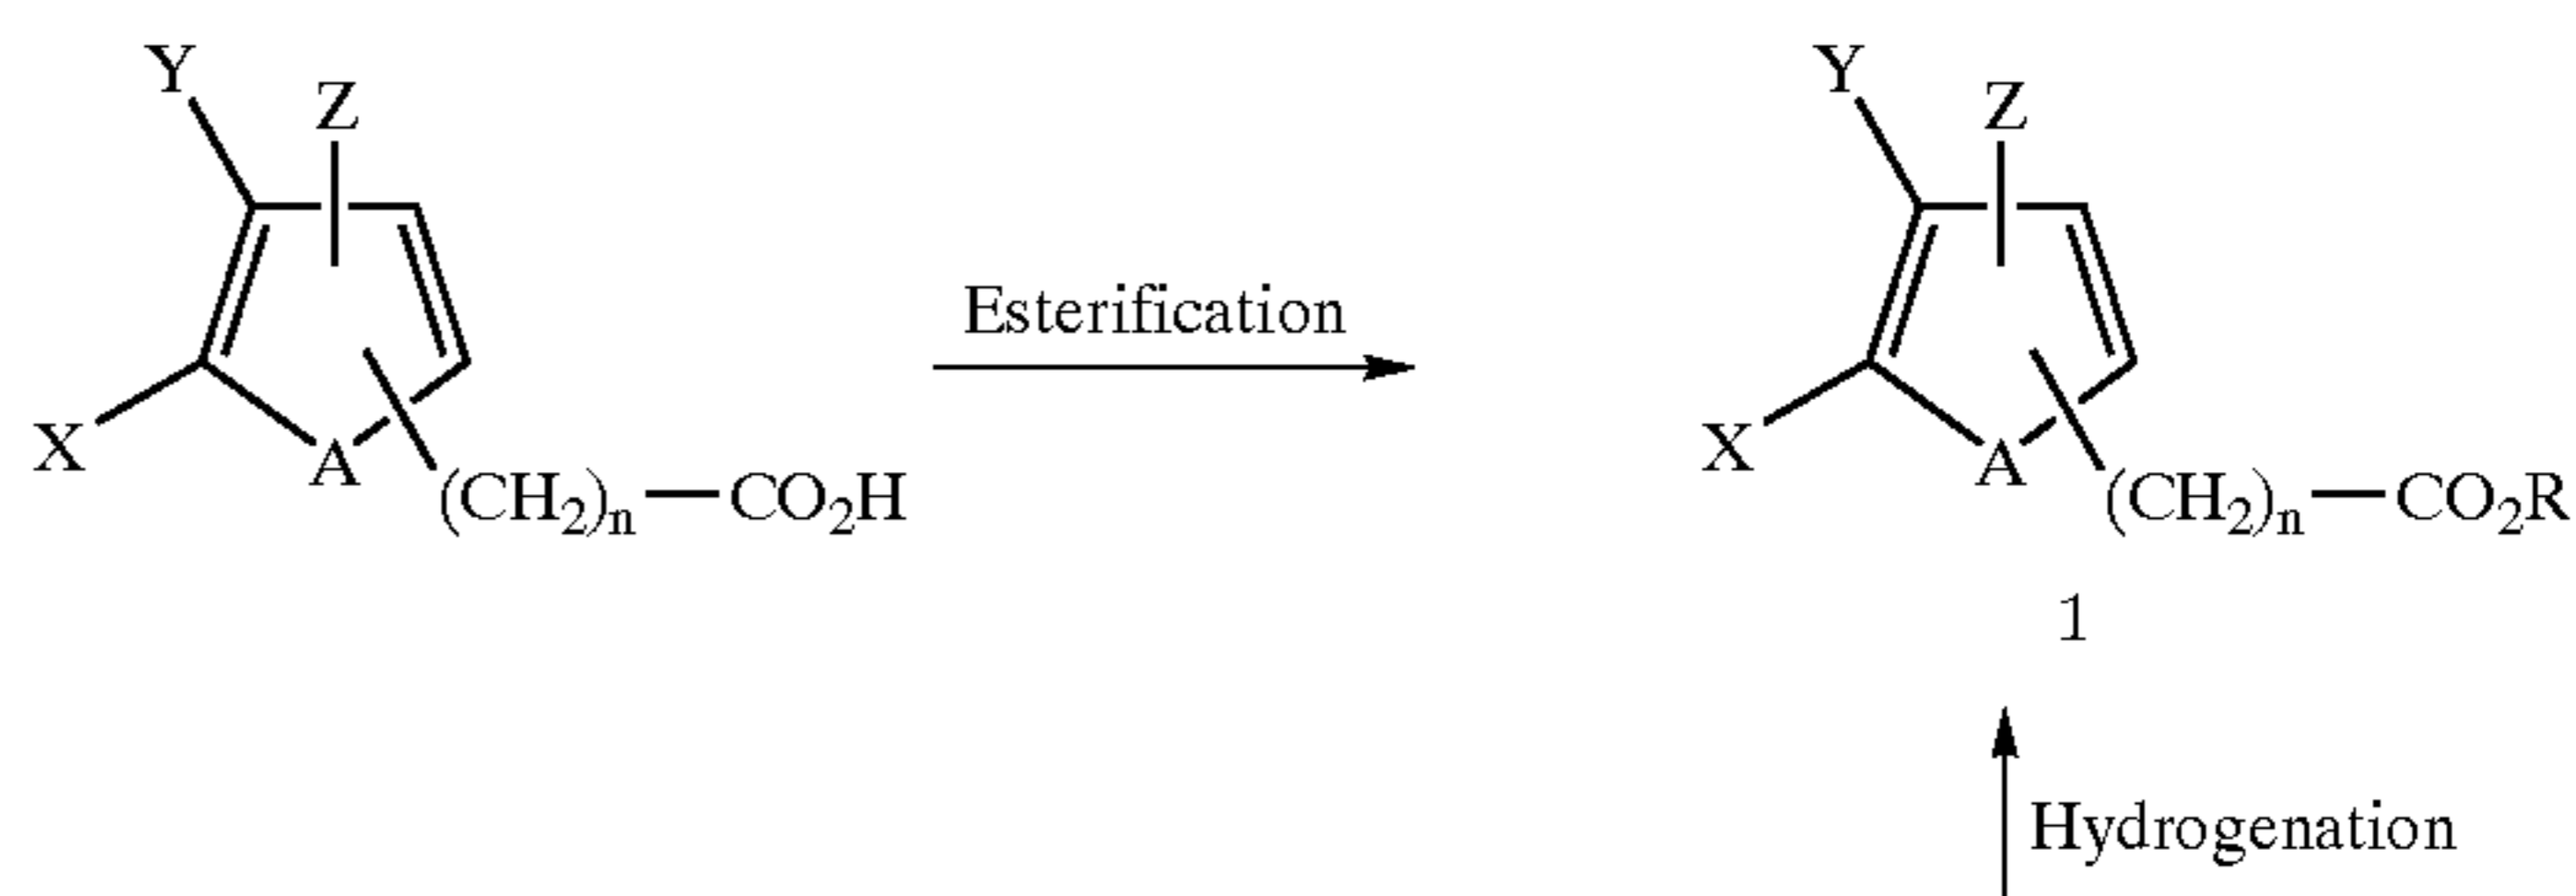 Y Z Y Z
Esterification
X A (CH2)n—CO2H X A (CH2)n—CO2R
1
Hydrogenation